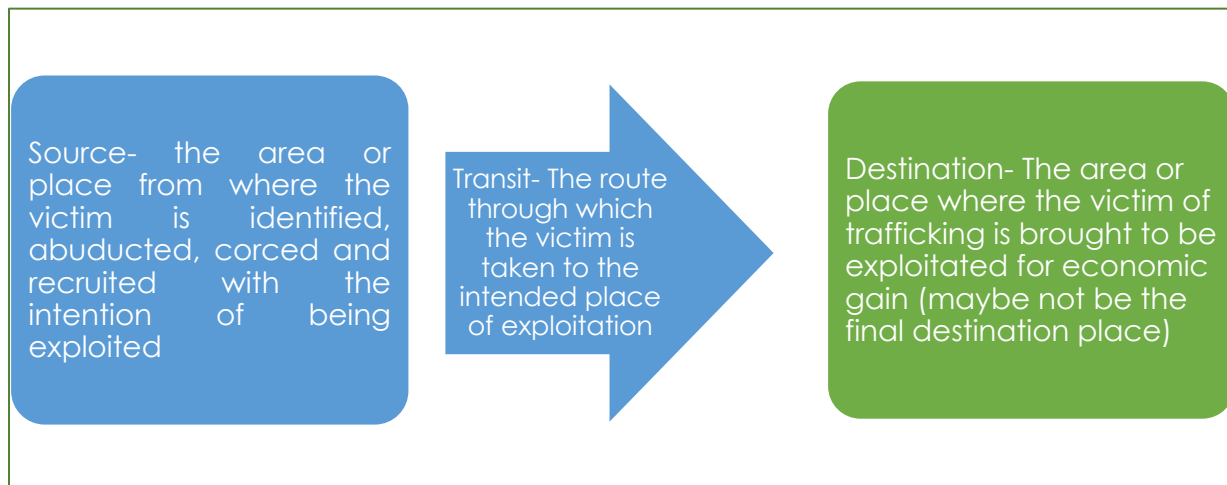 Source- the area or
place from where the
victim is identified,
abuducted, corced and
recruited with the
intention of being
exploited
Transit- The route
through which
the victim is
taken to the
intended place
of exploitation
Destination- The area or
place where the victim of
trafficking is brought to be
exploitated for economic
gain (maybe not be the
final destination place)